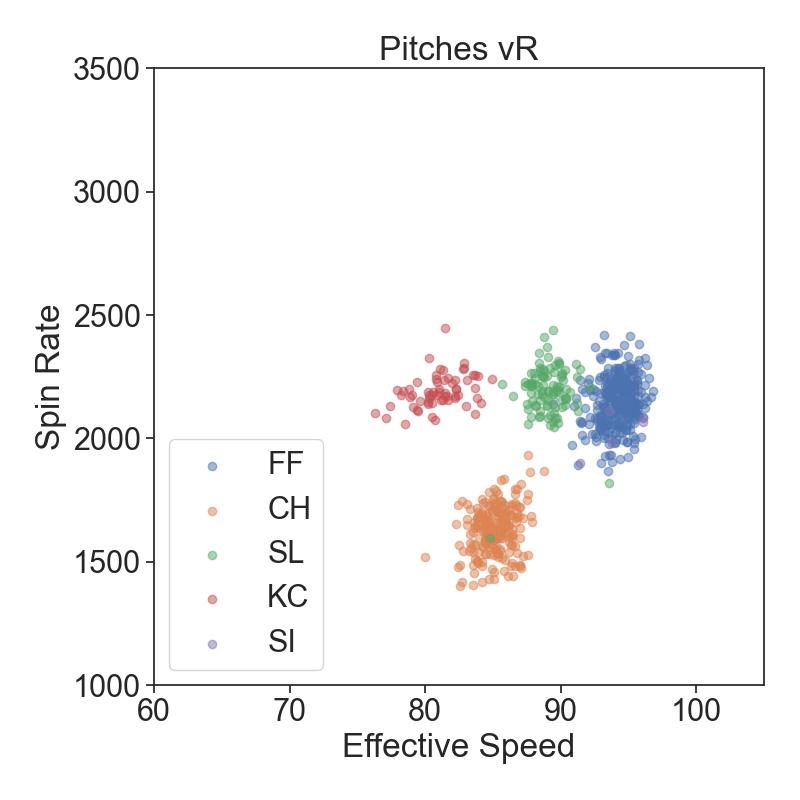 Pitches vR
3500
3000
2500
2000
1500
1000
Spin Rate
FF
CH
SL
KC
SI
60 70 80 90 100
Effective Speed